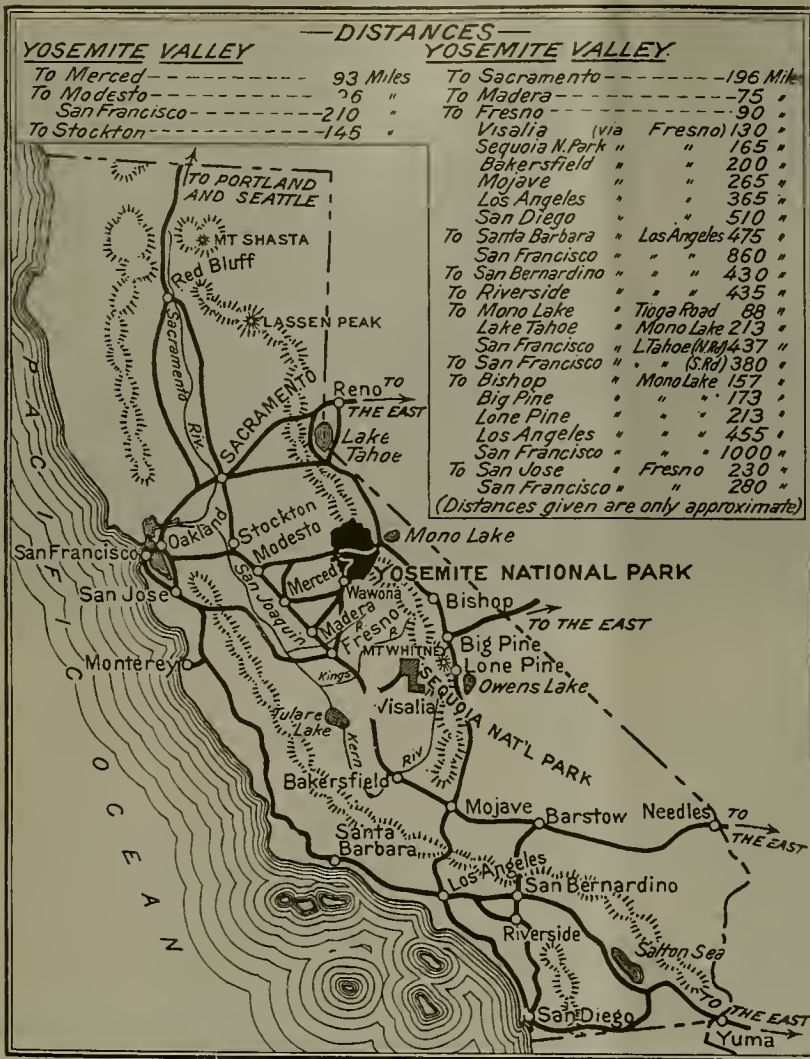 —DISTANCES—
YOSEMITE VALLEY
To Merced 93 Miles
To Modesto "
San Francisco 210 "
To Stockton 145 "
YOSEMITE VALLEY
To Sacramento 196 Mil
To Madera 75 "
To Fresno 90 "
Visalia (via Fresno) 130 "
Sequoia N.Park " " 165 "
Bakersfield " " 200 "
Mojave " " 265 "
Los Angeles " " 365 "
San Diego " " 510 "
To Santa Barbara " Los Angeles 475 "
San Francisco " " " 860 "
To San Bernardino " " " 430 "
To Riverside " " " 435 "
To Mono Lake " Tioga Road 88 "
Lake Tahoe " Mono Lake 213 "
San Francisco " L.Tahoe (N.Rd) 437 "
To San Francisco " " " (S.Rd) 380 "
To Bishop " Mono Lake 157 "
Big Pine " " " 173 "
Lone Pine " " " 213 "
Los Angeles " " " 455 "
San Francisco " " " 1000 "
To San Jose " Fresno 230 "
San Francisco " " 280 "
(Distances given are only approximate)
TO PORTLAND
AND SEATTLE
MT SHASTA
Red Bluff
LASSEN PEAK
Sacramento
Riv.
SACRAMENTO
Reno
TO
THE EAST
Lake
Tahoe
PACIFIC
OCEAN
Oakland
Stockton
Modesto
Mono Lake
San Francisco
San Joaquin
R.
Merced
YOSEMITE NATIONAL PARK
San Jose
Wawona
Bishop
Madera
Fresno
TO THE EAST
Big Pine
MT WHITNEY
Lone Pine
Monterey
Kings
R.
Owens Lake
Visalia
SEQUOIA NAT'L PARK
Tulare
Lake
Kern
Riv
Bakersfield
Mojave
Barstow
Needles
TO
THE EAST
Santa
Barbara
Los Angeles
San Bernardino
Riverside
Salton Sea
San Diego
TO
THE EAST
Yuma